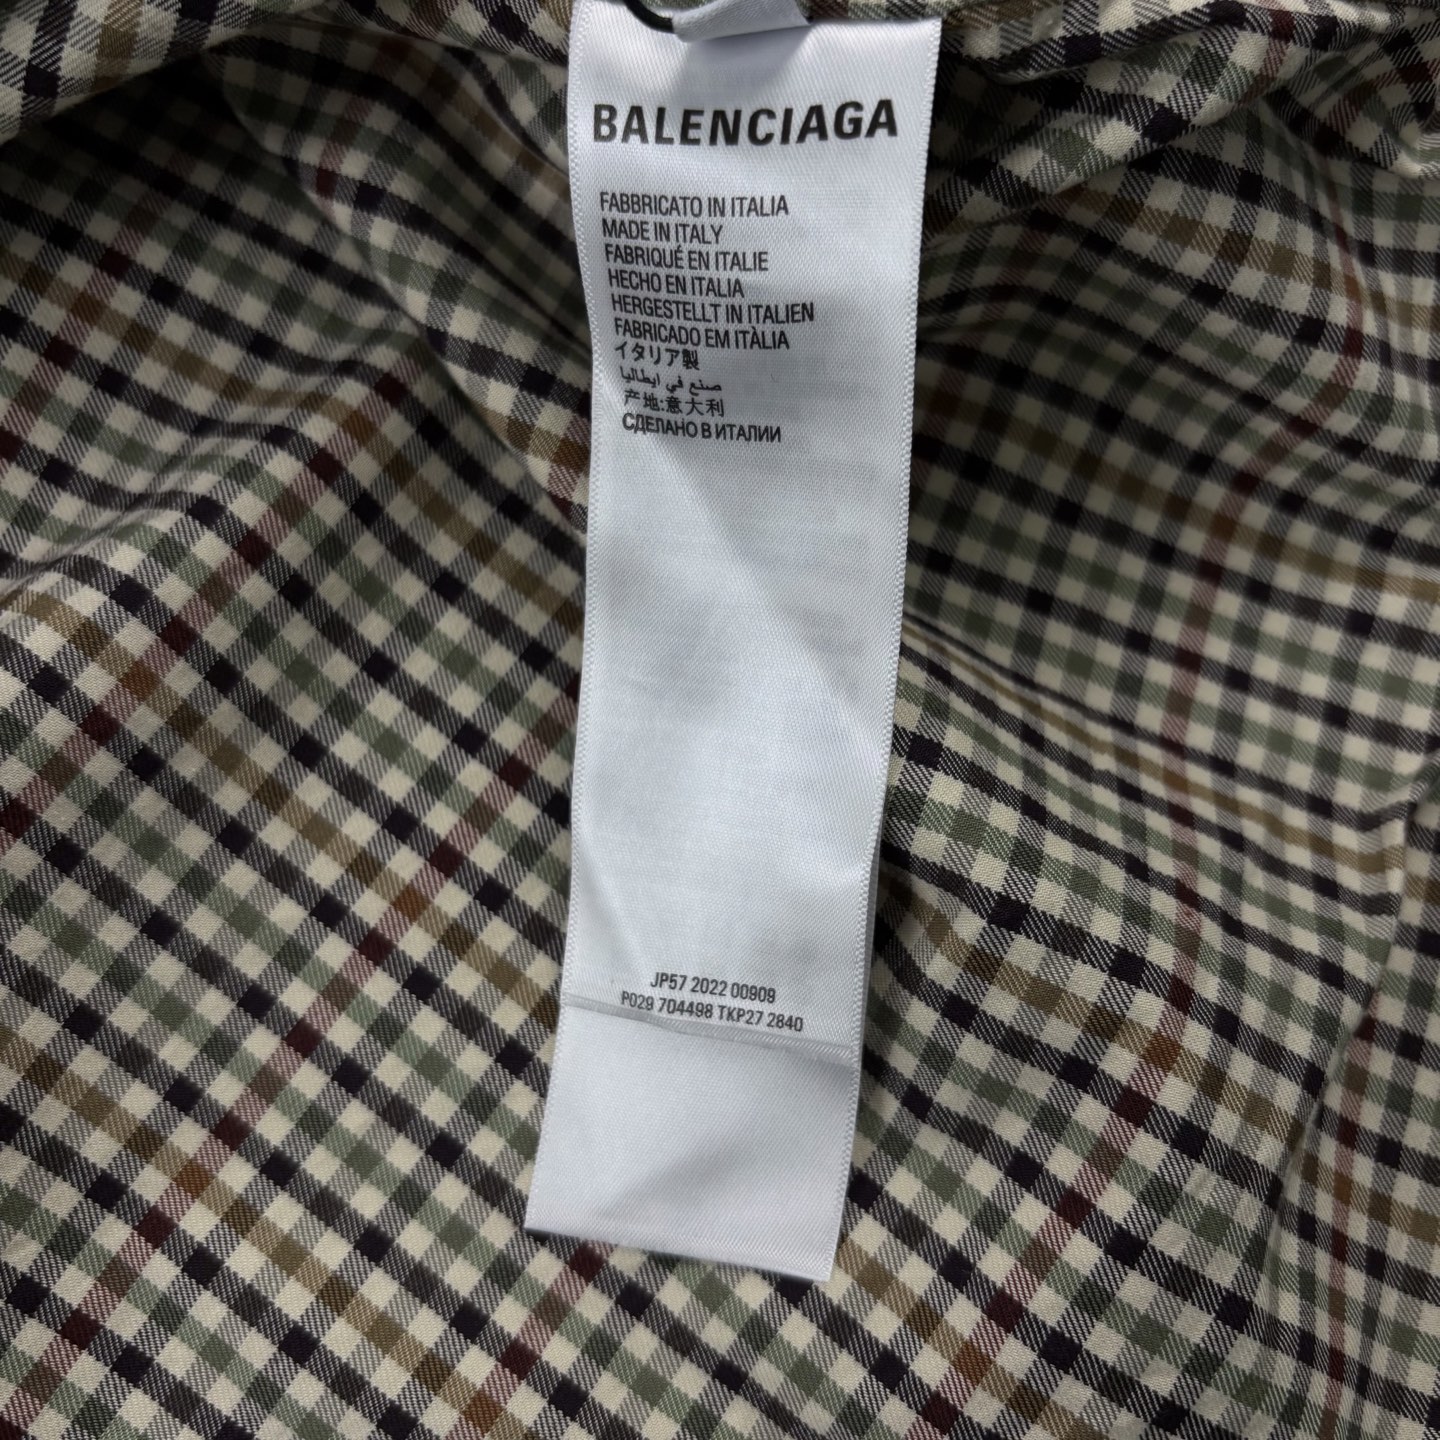 BALENCIAGA
FABBRICATO IN ITALIA
MADE IN ITALY
FABRIQUÉ EN ITALIE
HECHO EN ITALIA
HERGESTELLT IN ITALIEN
FABRICADO EM ITÀLIA
イタリア製
صنع في ايطاليا
产地:意大利
СДЕЛАНО В ИТАЛИИ
JP57 2022 00909
P029 704498 TKP27 2840